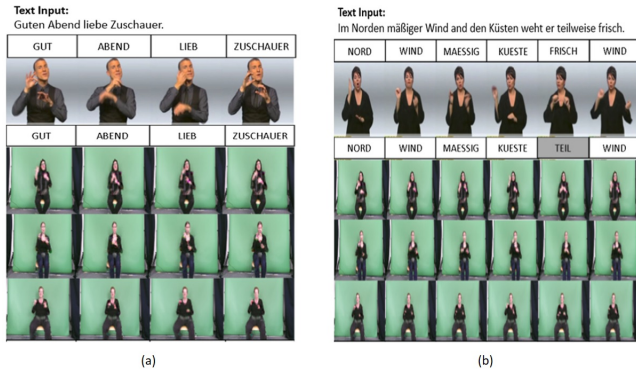 Text Input:
Guten Abend liebe Zuschauer.
GUT ABEND LIEB ZUSCHAUER
GUT ABEND LIEB ZUSCHAUER
(a)
Text Input:
Im Norden mäßiger Wind and den Küsten weht er teilweise frisch.
NORD WIND MAESSIG KUESTE FRISCH WIND
NORD WIND MAESSIG KUESTE TEIL WIND
(b)